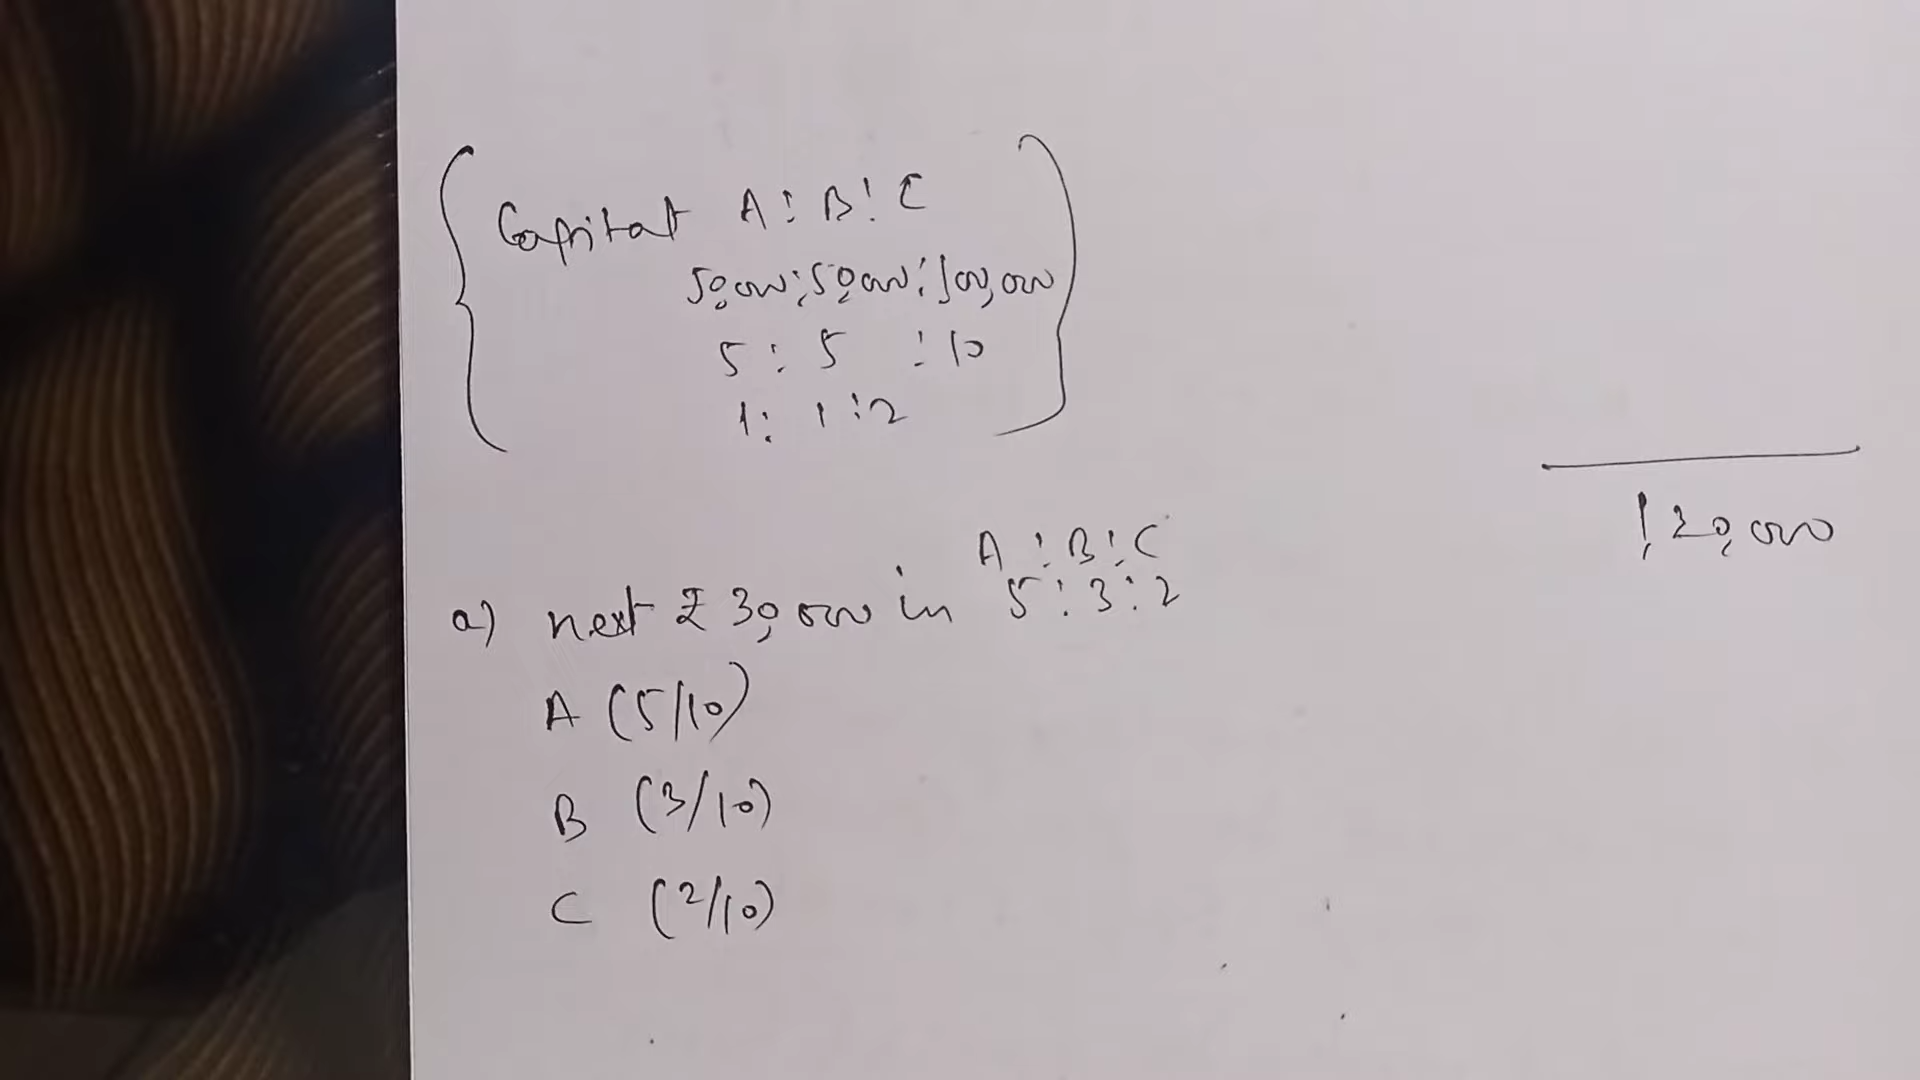 Capital A : B : C
50,000 : 50,000 : 100,000
5 : 5 : 10
1 : 1 : 2
1,20,000
A : B : C
a) next ₹ 30,000 in 5 : 3 : 2
A (5/10)
B (3/10)
C (2/10)